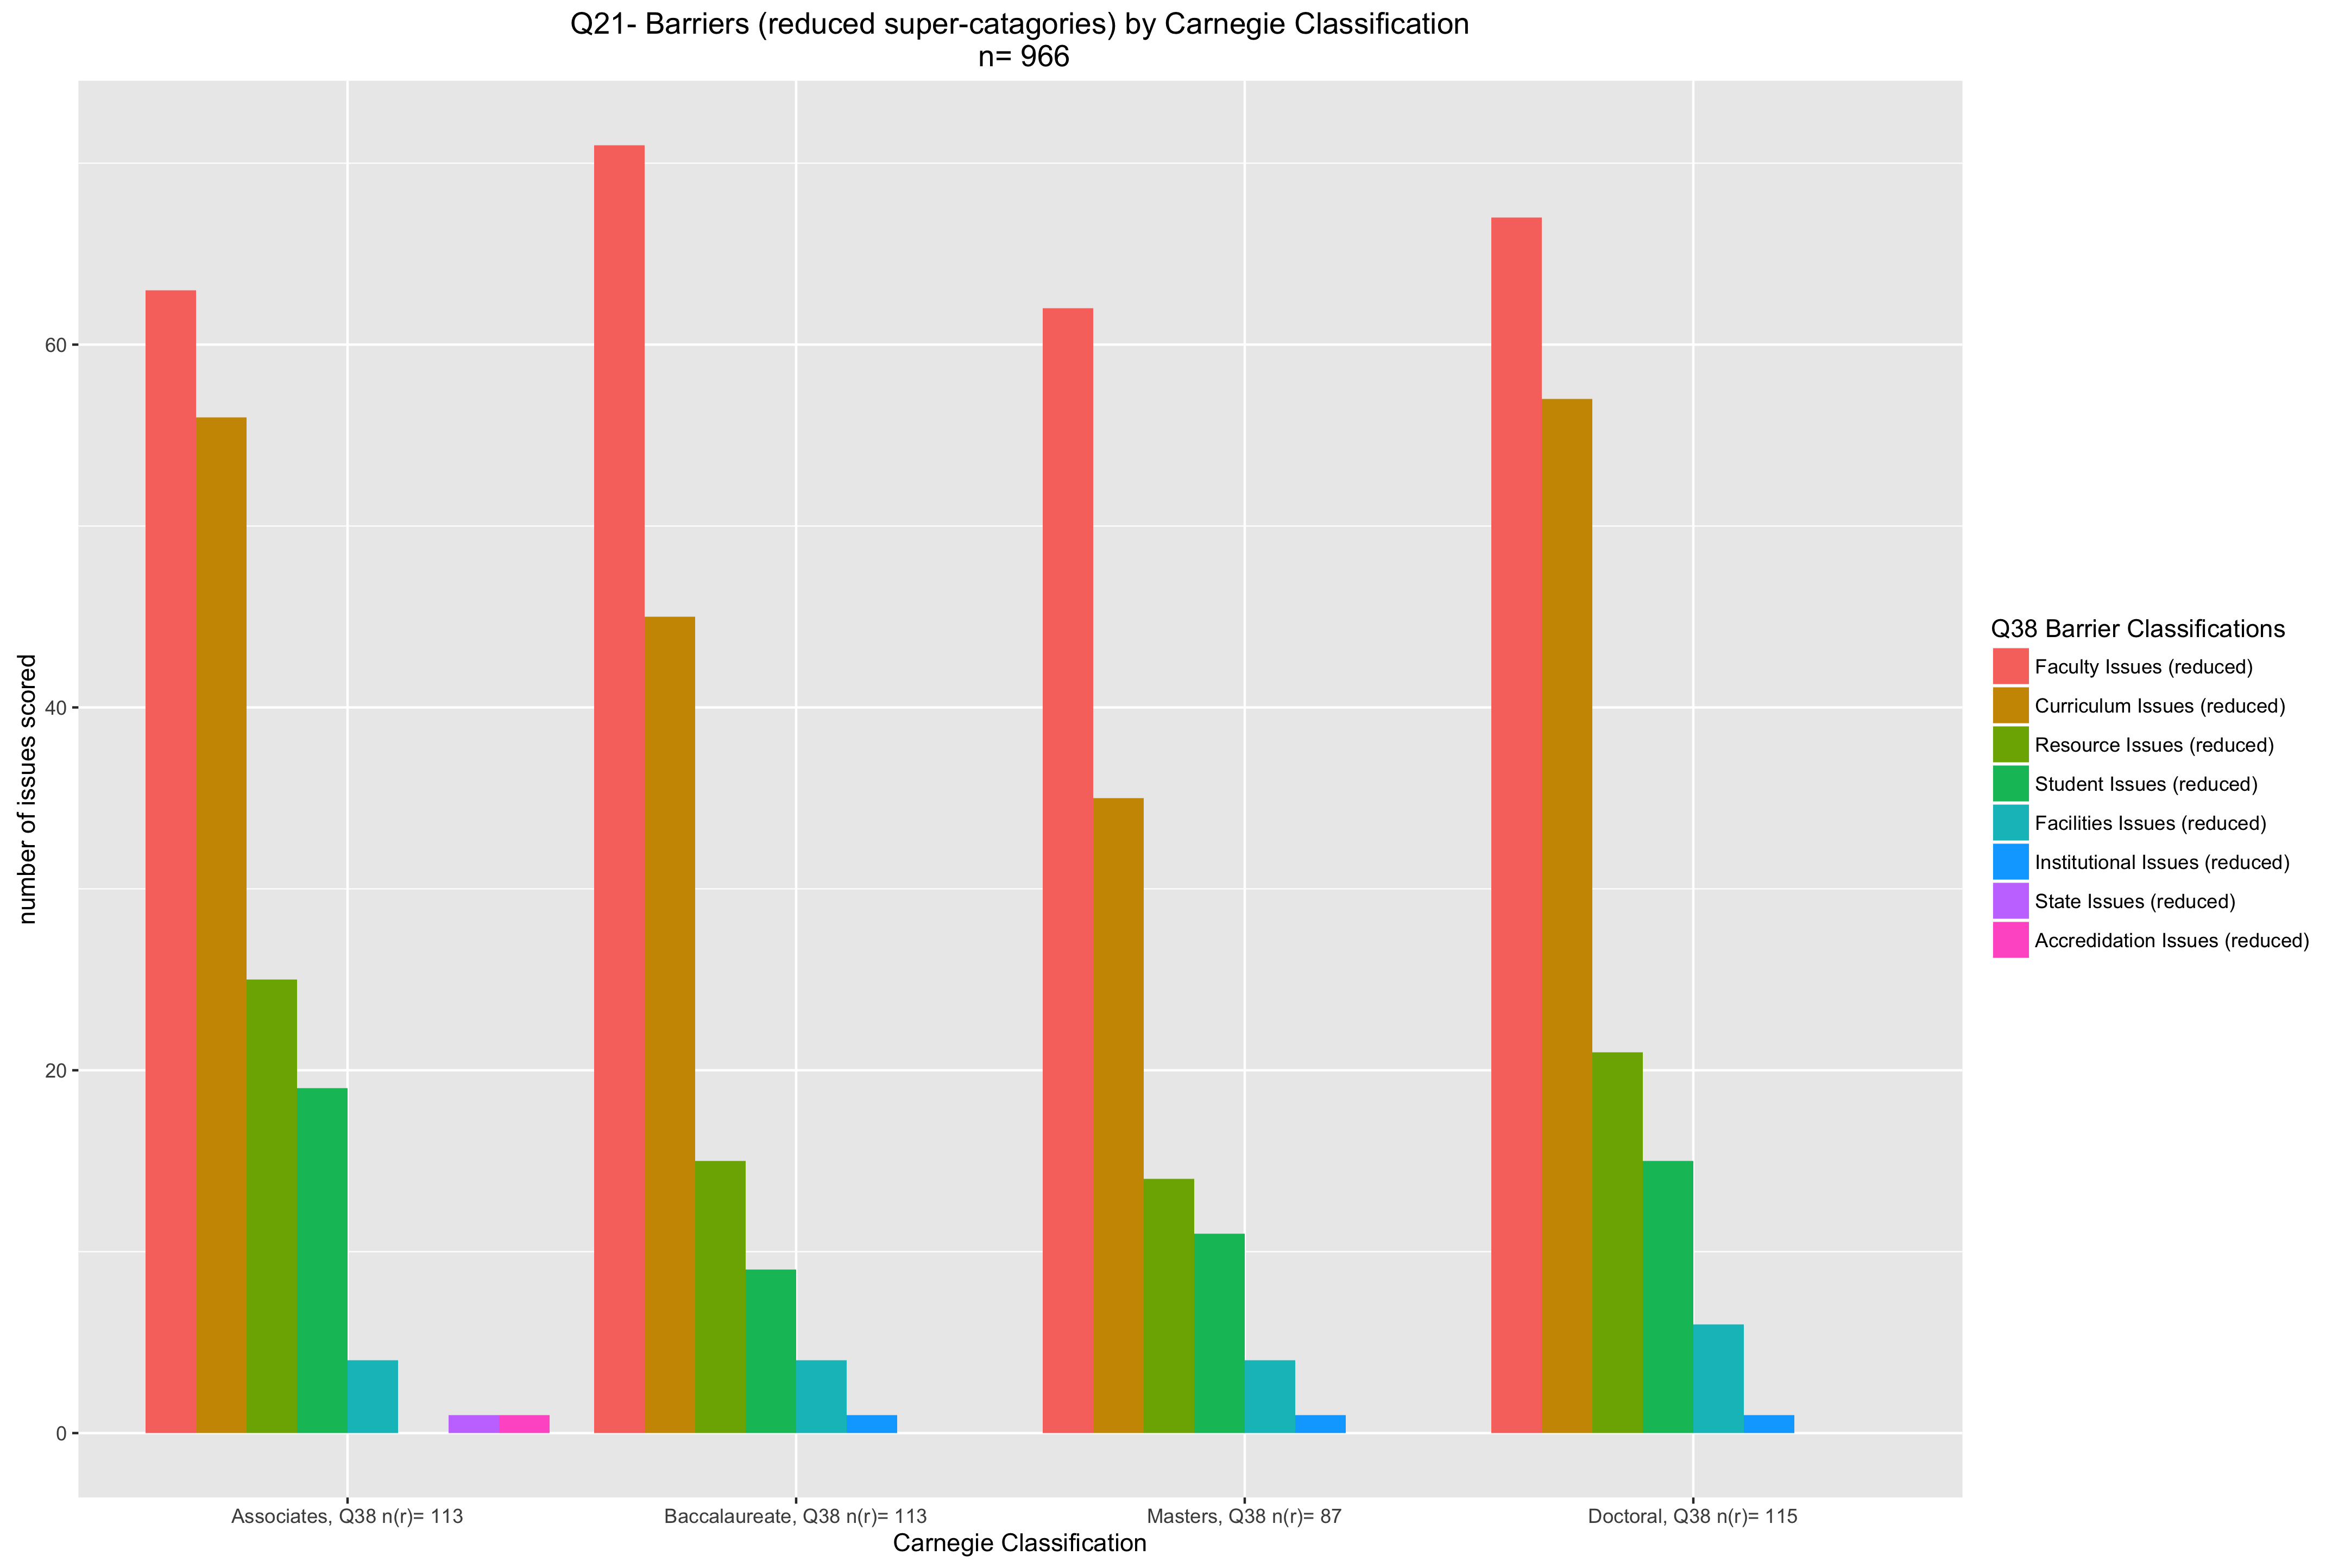 Q21- Barriers (reduced super-catagories) by Carnegie Classification
n= 966
number of issues scored
60
40
20
0
Associates, Q38 n(r)= 113
Baccalaureate, Q38 n(r)= 113
Masters, Q38 n(r)= 87
Doctoral, Q38 n(r)= 115
Carnegie Classification
Q38 Barrier Classifications
Faculty Issues (reduced)
Curriculum Issues (reduced)
Resource Issues (reduced)
Student Issues (reduced)
Facilities Issues (reduced)
Institutional Issues (reduced)
State Issues (reduced)
Accredidation Issues (reduced)